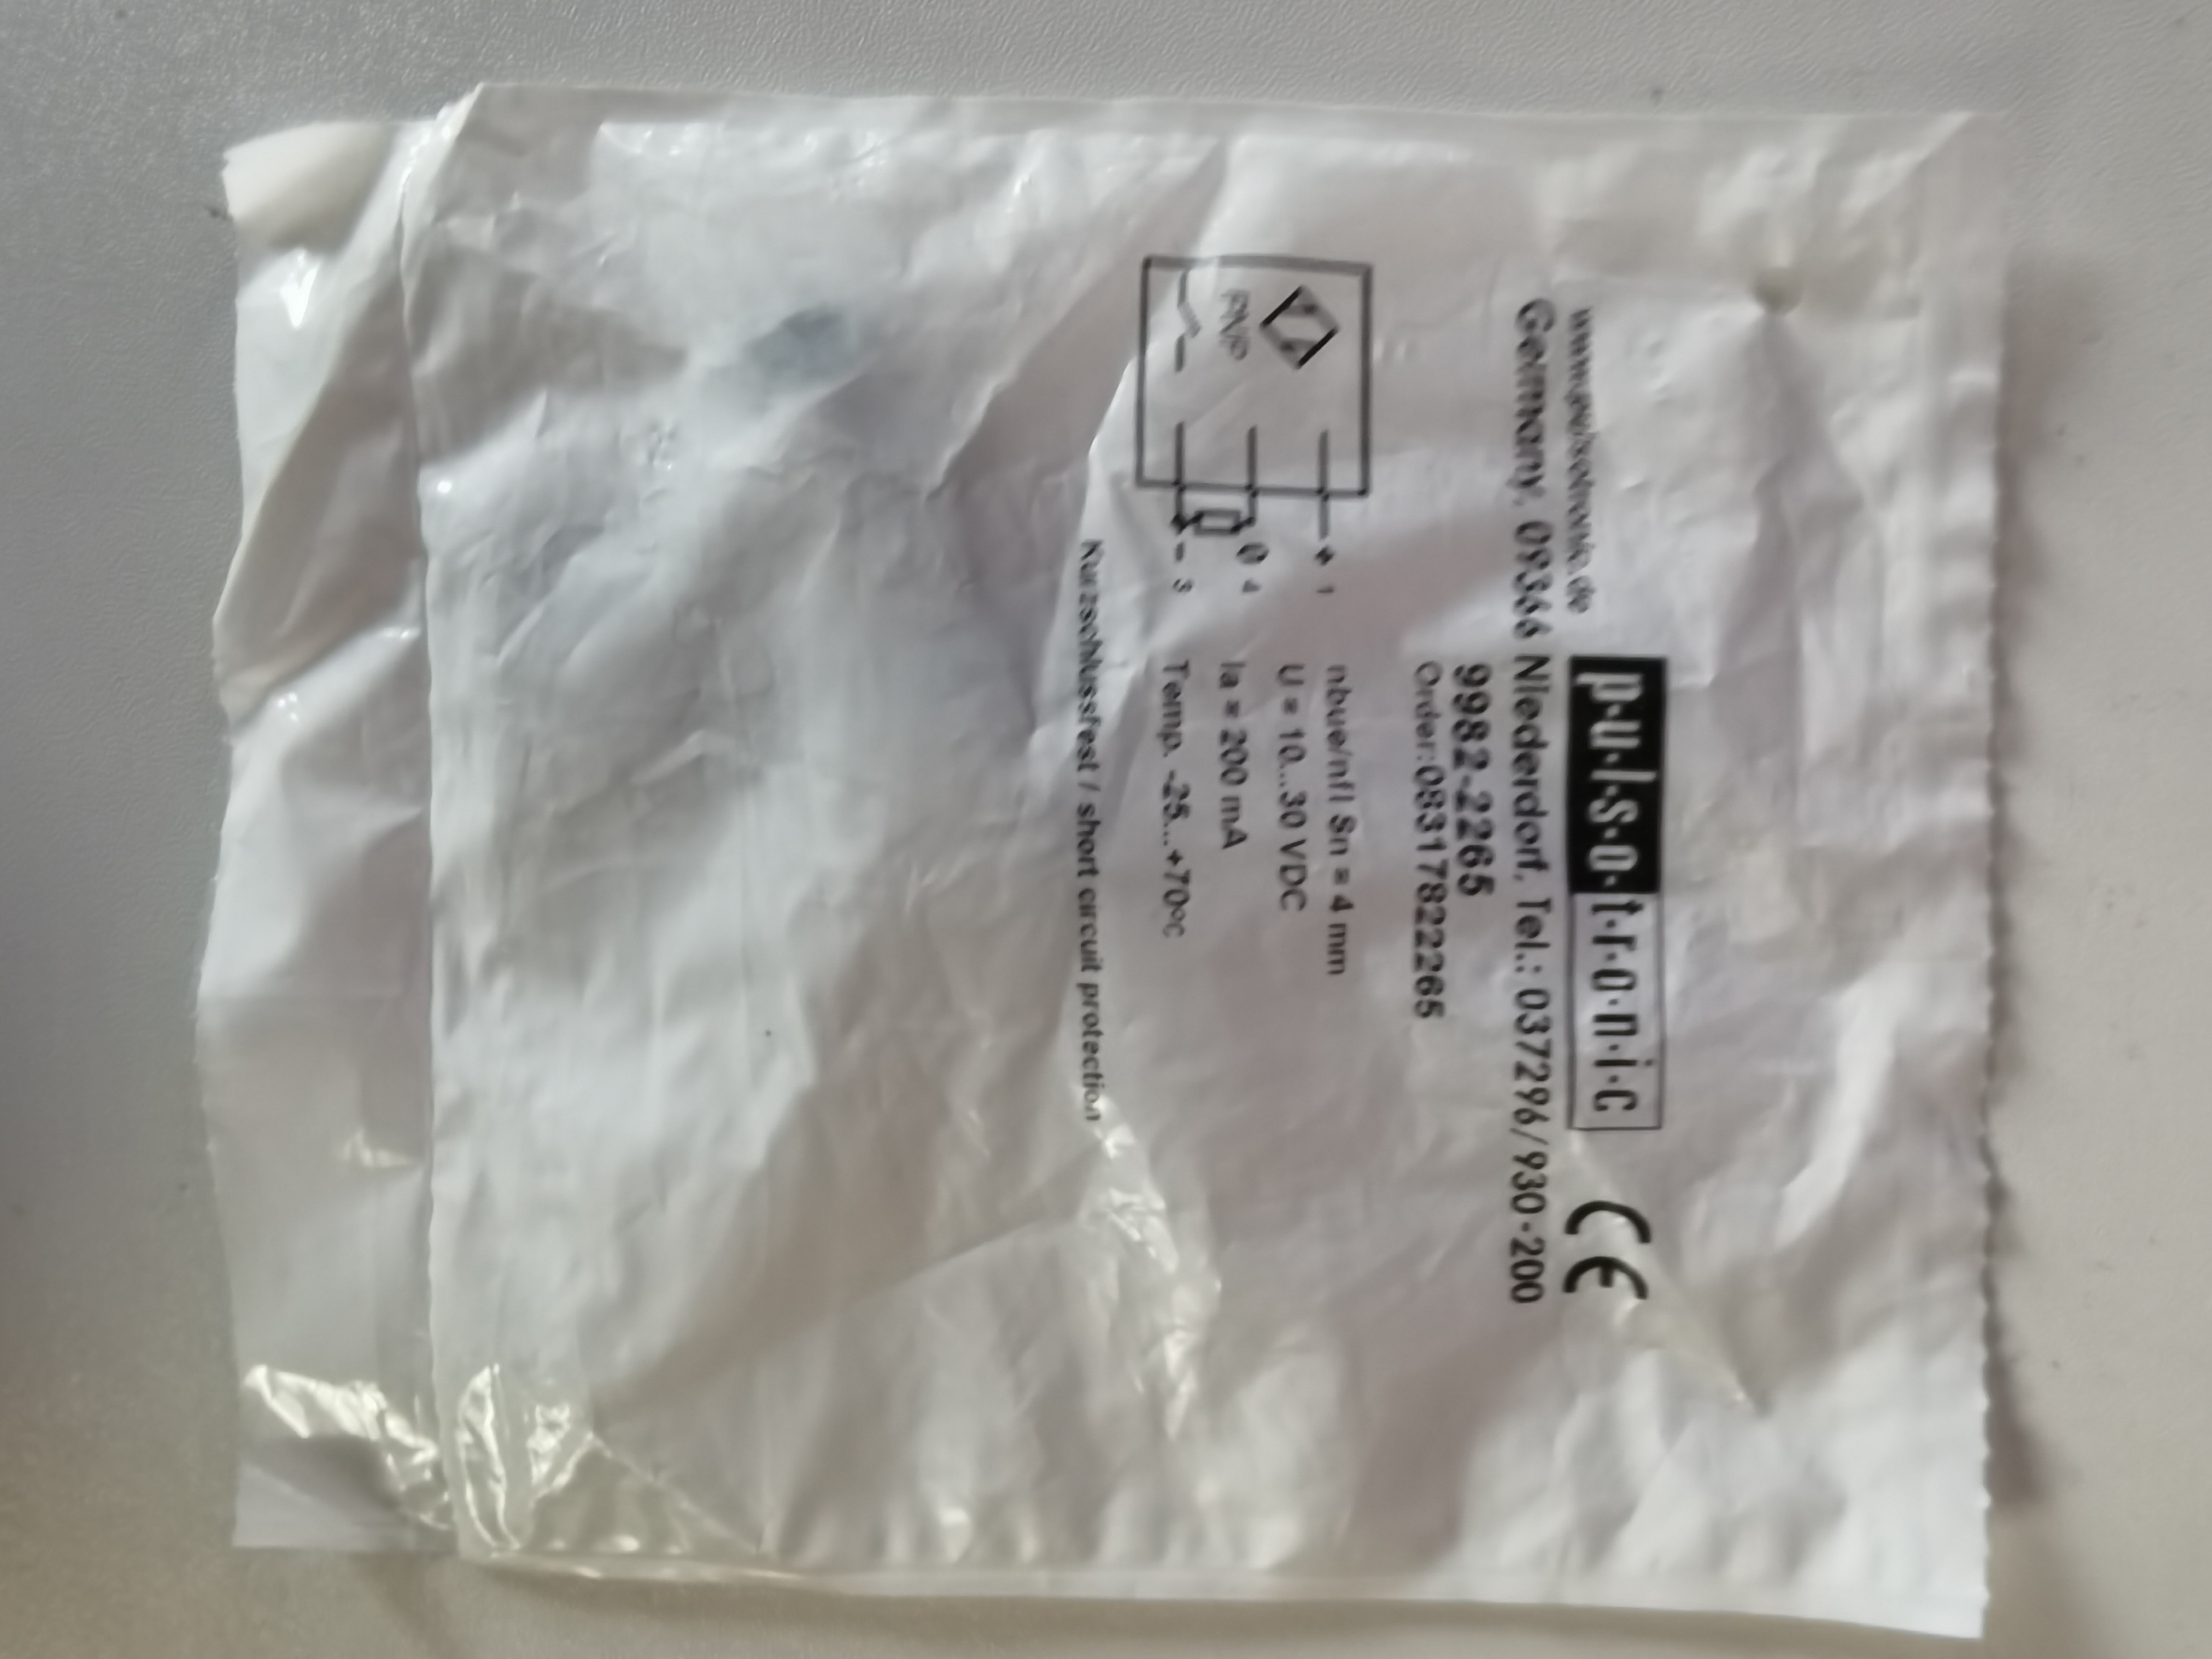 p·u·l·s·o·t·r·o·n·i·c
CE
www.pulsotronic.de
Germany, 09366 Niederdorf, Tel.: 037296/930-200
9982-2265
Order:08317822265
nbue/nfl Sn = 4 mm
U = 10...30 VDC
Ia = 200 mA
Temp. -25...+70°C
Kurzschlussfest / short circuit protection
PNP
+ 1
4
- 3